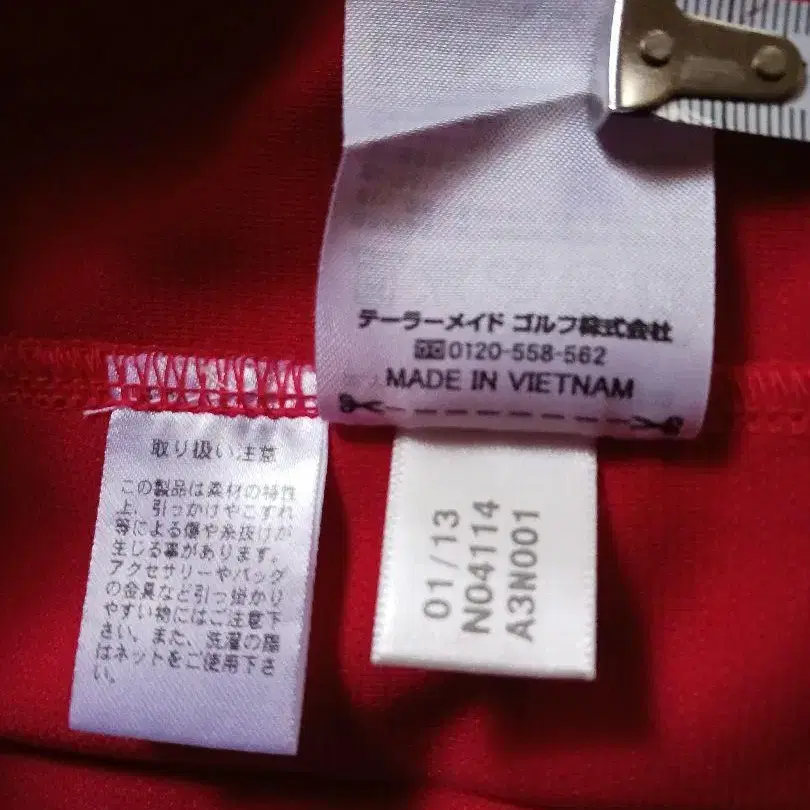 テーラーメイド ゴルフ株式会社
0120-558-562
MADE IN VIETNAM
取り扱い注意
この製品は素材の特性
上、引っかけやこすれ
等による傷や糸抜けが
生じる事があります。
アクセサリーやバッグ
の金具など引っ掛かり
やすい物にはご注意下
さい。また、洗濯の際
はネットをご使用下さ
い。
01/13
N04114
A3N001